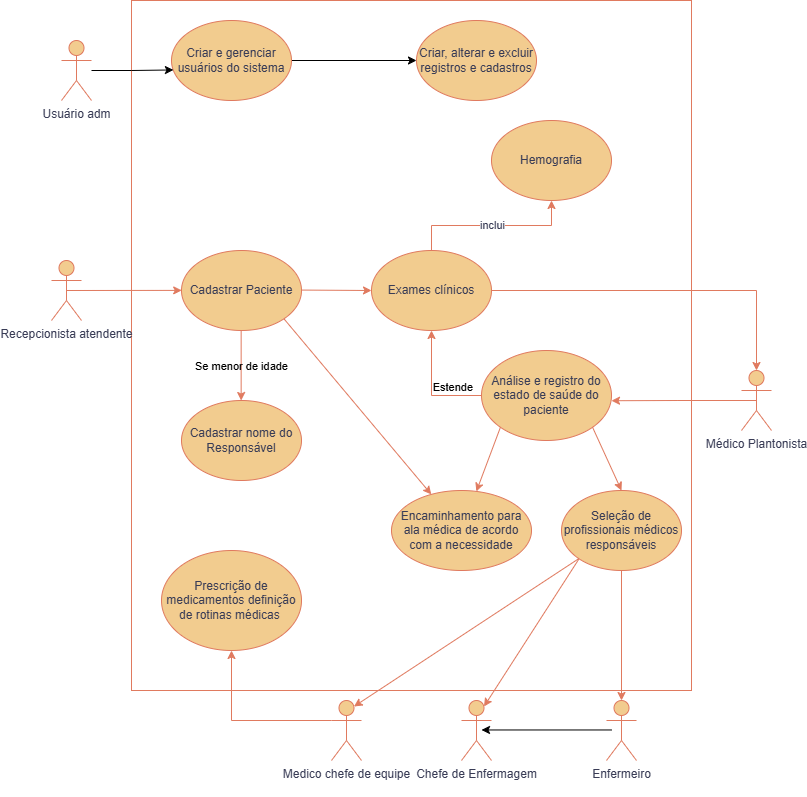 Criar e gerenciar
usuários do sistema
Criar, alterar e excluir
registros e cadastros
Usuário adm
Hemografia
inclui
Cadastrar Paciente
Exames clínicos
Recepcionista atendente
Se menor de idade
Estende
Análise e registro do
estado de saúde do
paciente
Médico Plantonista
Cadastrar nome do
Responsável
Encaminhamento para
ala médica de acordo
com a necessidade
Seleção de
profissionais médicos
responsáveis
Prescrição de
medicamentos definição
de rotinas médicas
Medico chefe de equipe
Chefe de Enfermagem
Enfermeiro